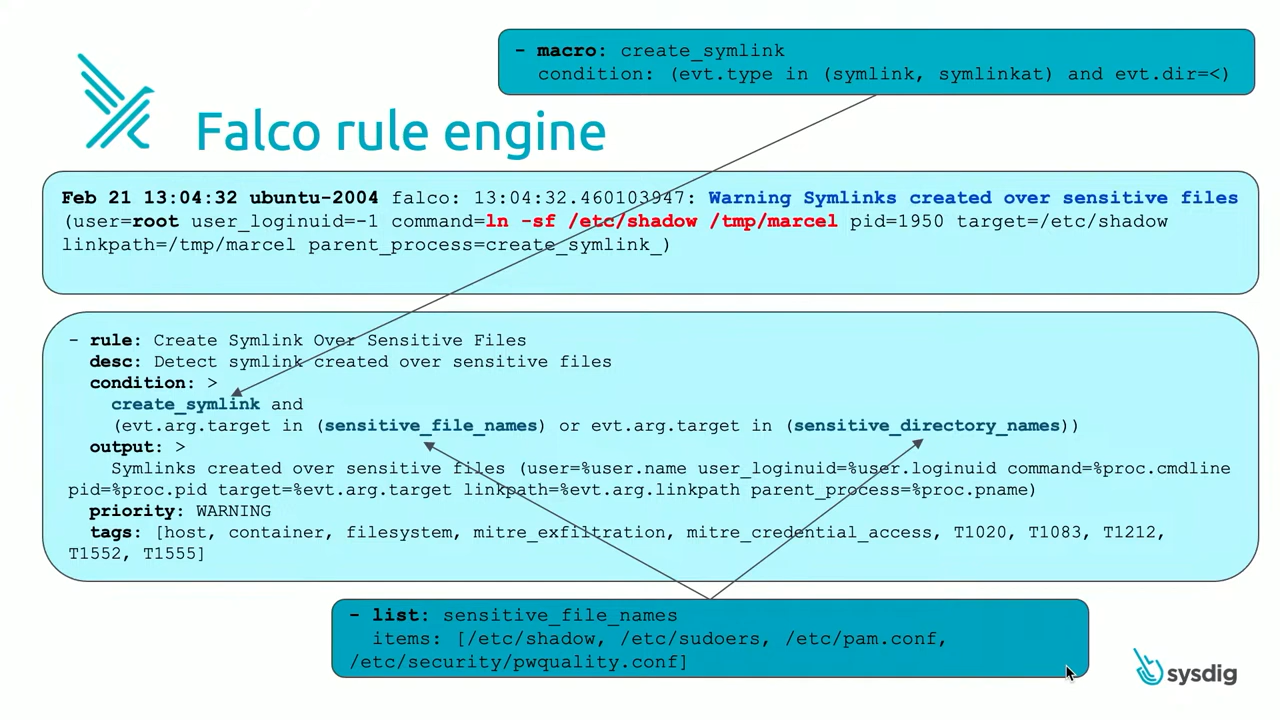 - macro: create_symlink
condition: (evt.type in (symlink, symlinkat) and evt.dir=<)
Falco rule engine
Feb 21 13:04:32 ubuntu-2004 falco: 13:04:32.460103947: Warning Symlinks created over sensitive files
(user=root user_loginuid=-1 command=ln -sf /etc/shadow /tmp/marcel pid=1950 target=/etc/shadow
linkpath=/tmp/marcel parent_process=create_symlink_)
- rule: Create Symlink Over Sensitive Files
desc: Detect symlink created over sensitive files
condition: >
create_symlink and
(evt.arg.target in (sensitive_file_names) or evt.arg.target in (sensitive_directory_names))
output: >
Symlinks created over sensitive files (user=%user.name user_loginuid=%user.loginuid command=%proc.cmdline
pid=%proc.pid target=%evt.arg.target linkpath=%evt.arg.linkpath parent_process=%proc.pname)
priority: WARNING
tags: [host, container, filesystem, mitre_exfiltration, mitre_credential_access, T1020, T1083, T1212,
T1552, T1555]
- list: sensitive_file_names
items: [/etc/shadow, /etc/sudoers, /etc/pam.conf,
/etc/security/pwquality.conf]
sysdig